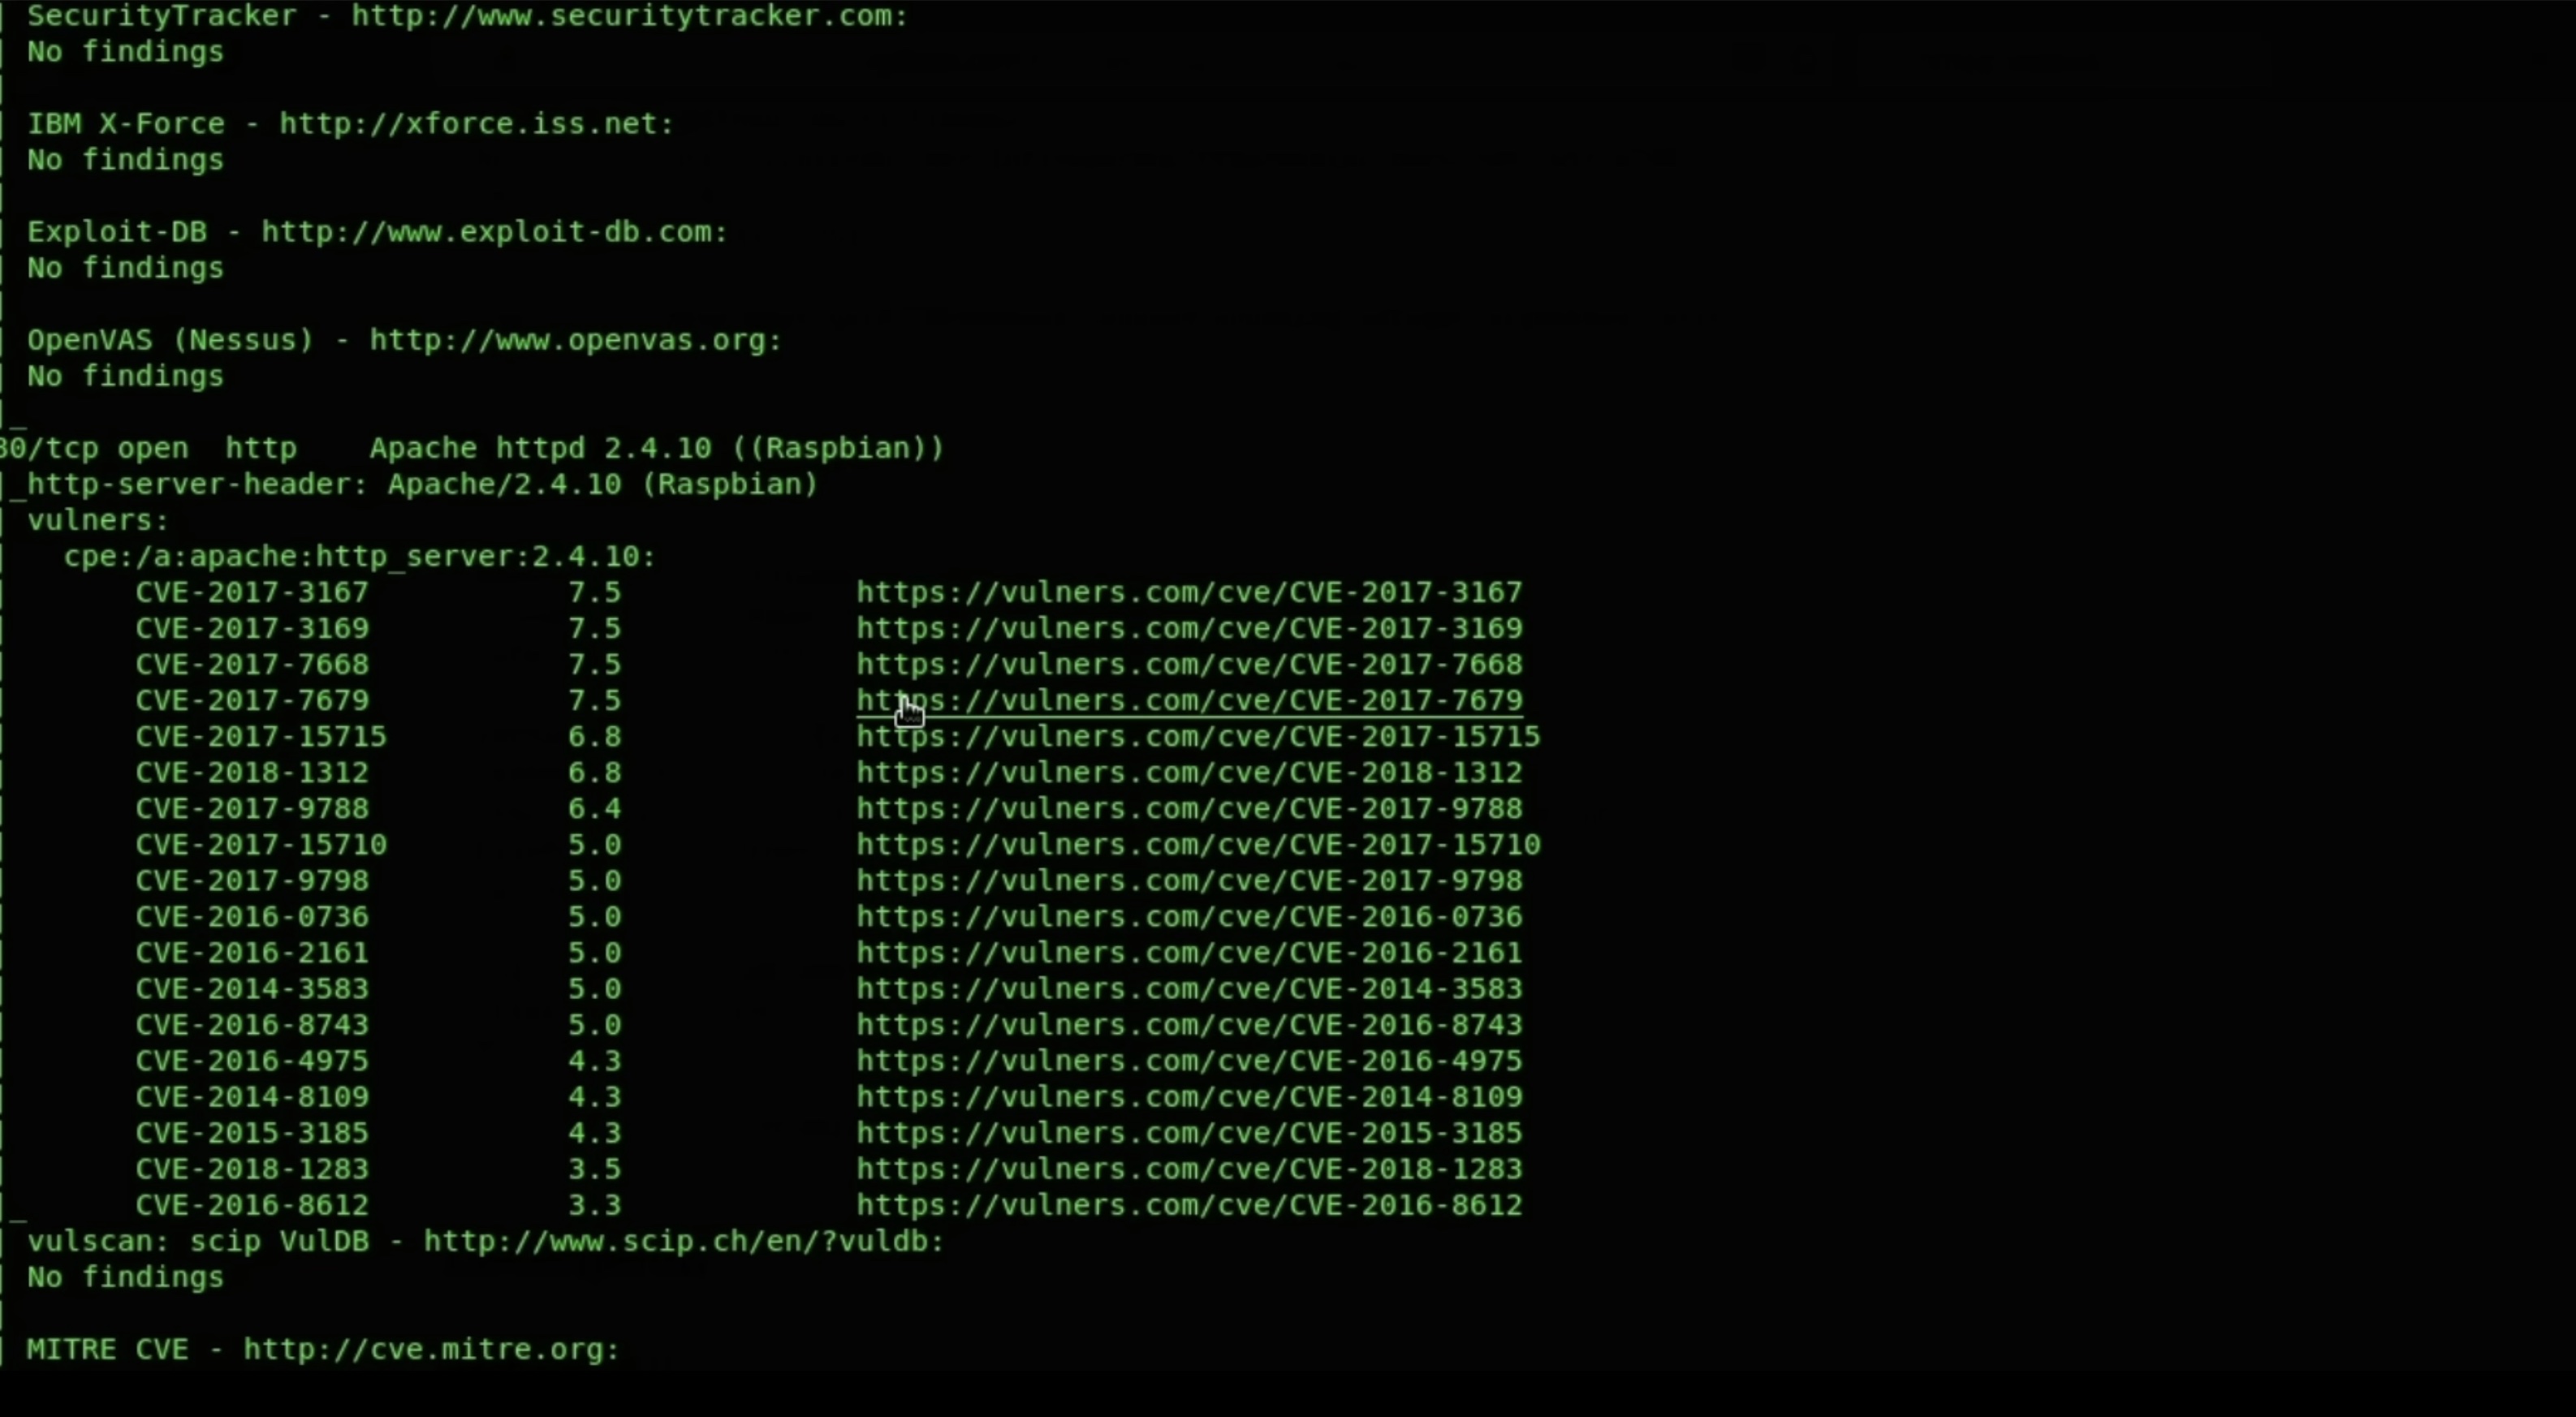 SecurityTracker - http://www.securitytracker.com:
No findings
IBM X-Force - http://xforce.iss.net:
No findings
Exploit-DB - http://www.exploit-db.com:
No findings
OpenVAS (Nessus) - http://www.openvas.org:
No findings
|_
80/tcp open  http    Apache httpd 2.4.10 ((Raspbian))
|_http-server-header: Apache/2.4.10 (Raspbian)
| vulners:
|   cpe:/a:apache:http_server:2.4.10:
|       CVE-2017-3167           7.5             https://vulners.com/cve/CVE-2017-3167
|       CVE-2017-3169           7.5             https://vulners.com/cve/CVE-2017-3169
|       CVE-2017-7668           7.5             https://vulners.com/cve/CVE-2017-7668
|       CVE-2017-7679           7.5             https://vulners.com/cve/CVE-2017-7679
|       CVE-2017-15715          6.8             https://vulners.com/cve/CVE-2017-15715
|       CVE-2018-1312           6.8             https://vulners.com/cve/CVE-2018-1312
|       CVE-2017-9788           6.4             https://vulners.com/cve/CVE-2017-9788
|       CVE-2017-15710          5.0             https://vulners.com/cve/CVE-2017-15710
|       CVE-2017-9798           5.0             https://vulners.com/cve/CVE-2017-9798
|       CVE-2016-0736           5.0             https://vulners.com/cve/CVE-2016-0736
|       CVE-2016-2161           5.0             https://vulners.com/cve/CVE-2016-2161
|       CVE-2014-3583           5.0             https://vulners.com/cve/CVE-2014-3583
|       CVE-2016-8743           5.0             https://vulners.com/cve/CVE-2016-8743
|       CVE-2016-4975           4.3             https://vulners.com/cve/CVE-2016-4975
|       CVE-2014-8109           4.3             https://vulners.com/cve/CVE-2014-8109
|       CVE-2015-3185           4.3             https://vulners.com/cve/CVE-2015-3185
|       CVE-2018-1283           3.5             https://vulners.com/cve/CVE-2018-1283
|_      CVE-2016-8612           3.3             https://vulners.com/cve/CVE-2016-8612
| vulscan: scip VulDB - http://www.scip.ch/en/?vuldb:
| No findings
|
| MITRE CVE - http://cve.mitre.org: